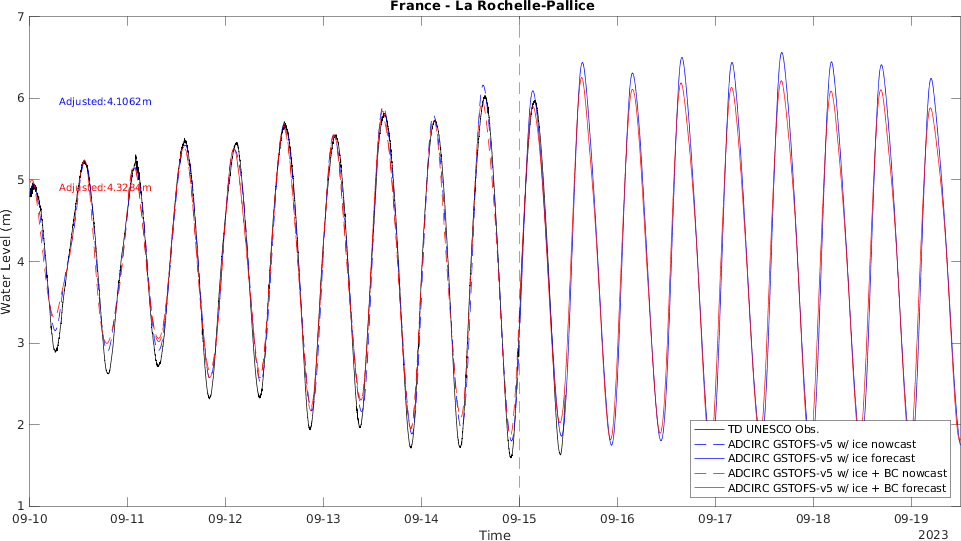 France - La Rochelle-Pallice
7
6
5
4
3
2
1
Water Level (m)
Adjusted:4.1062m
Adjusted:4.3284m
TD UNESCO Obs.
ADCIRC GSTOFS-v5 w/ ice nowcast
ADCIRC GSTOFS-v5 w/ ice forecast
ADCIRC GSTOFS-v5 w/ ice + BC nowcast
ADCIRC GSTOFS-v5 w/ ice + BC forecast
09-10 09-11 09-12 09-13 09-14 09-15 09-16 09-17 09-18 09-19
Time
2023